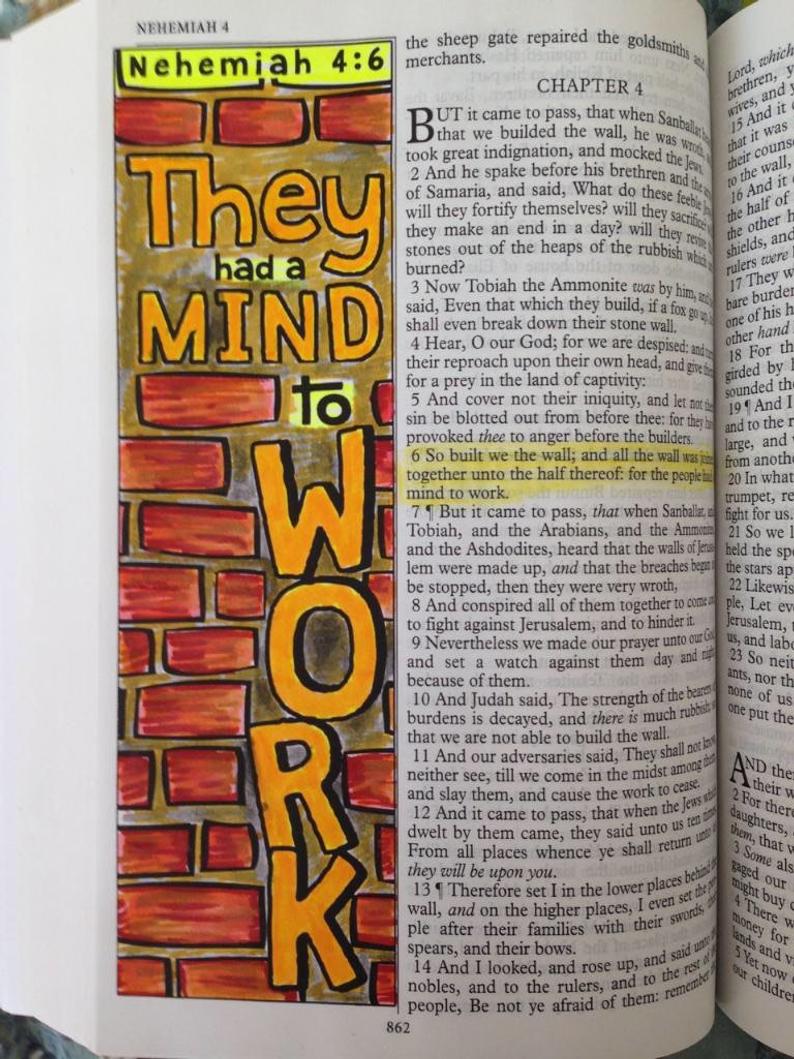 NEHEMIAH 4
Nehemiah 4:6
They
had a
MIND
to
WORK
the sheep gate repaired the goldsmiths and
merchants.
CHAPTER 4
BUT it came to pass, that when Sanballat
that we builded the wall, he was wroth,
took great indignation, and mocked the Jews.
2 And he spake before his brethren and the
of Samaria, and said, What do these feeble
will they fortify themselves? will they sacrifice?
they make an end in a day? will they revive
stones out of the heaps of the rubbish which
burned?
3 Now Tobiah the Ammonite was by him, and
said, Even that which they build, if a fox go up,
shall even break down their stone wall.
4 Hear, O our God; for we are despised: and turn
their reproach upon their own head, and give them
for a prey in the land of captivity:
5 And cover not their iniquity, and let not their
sin be blotted out from before thee: for they have
provoked thee to anger before the builders.
6 So built we the wall; and all the wall was joined
together unto the half thereof: for the people had
mind to work.
7 ¶ But it came to pass, that when Sanballat, and
Tobiah, and the Arabians, and the Ammonites,
and the Ashdodites, heard that the walls of Jerusa-
lem were made up, and that the breaches began
be stopped, then they were very wroth,
8 And conspired all of them together to come and
to fight against Jerusalem, and to hinder it.
9 Nevertheless we made our prayer unto our God,
and set a watch against them day and night,
because of them.
10 And Judah said, The strength of the bearers of
burdens is decayed, and there is much rubbish; so
that we are not able to build the wall.
11 And our adversaries said, They shall not know,
neither see, till we come in the midst among them,
and slay them, and cause the work to cease.
12 And it came to pass, that when the Jews which
dwelt by them came, they said unto us ten times,
From all places whence ye shall return unto us
they will be upon you.
13 ¶ Therefore set I in the lower places behind the
wall, and on the higher places, I even set the peo-
ple after their families with their swords, their
spears, and their bows.
14 And I looked, and rose up, and said unto the
nobles, and to the rulers, and to the rest of the
people, Be not ye afraid of them: remember
862
Lord, which
brethren, y
wives, and y
15 And it
that it was
their couns
to the wall,
16 And it
the half of
the other h
shields, and
rulers were
17 They w
bare burden
one of his h
other hand
18 For th
girded by
sounded the
19 ¶ And I
and to the r
large, and
from anoth
20 In what
trumpet, re
fight for us.
21 So we l
held the spe
the stars ap
22 Likewis
ple, Let ev
Jerusalem,
us, and labo
23 So neit
ants, nor th
none of us
one put the
AND the
their w
2 For there
daughters,
them, that w
3 Some als
gaged our
might buy
4 There w
money for
lands and vi
5 Yet now
our children